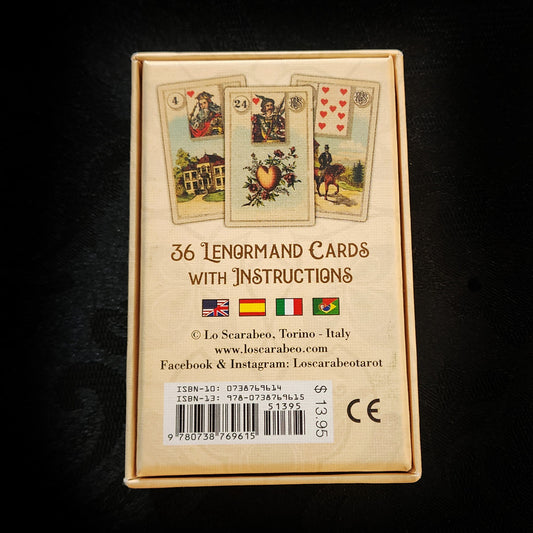 4
24
36 Lenormand Cards
with Instructions
© Lo Scarabeo, Torino - Italy
www.loscarabeo.com
Facebook & Instagram: Loscarabeotarot
ISBN-10: 0738769614
ISBN-13: 978-0738769615
51395
9 780738 769615
$ 13.95
CE